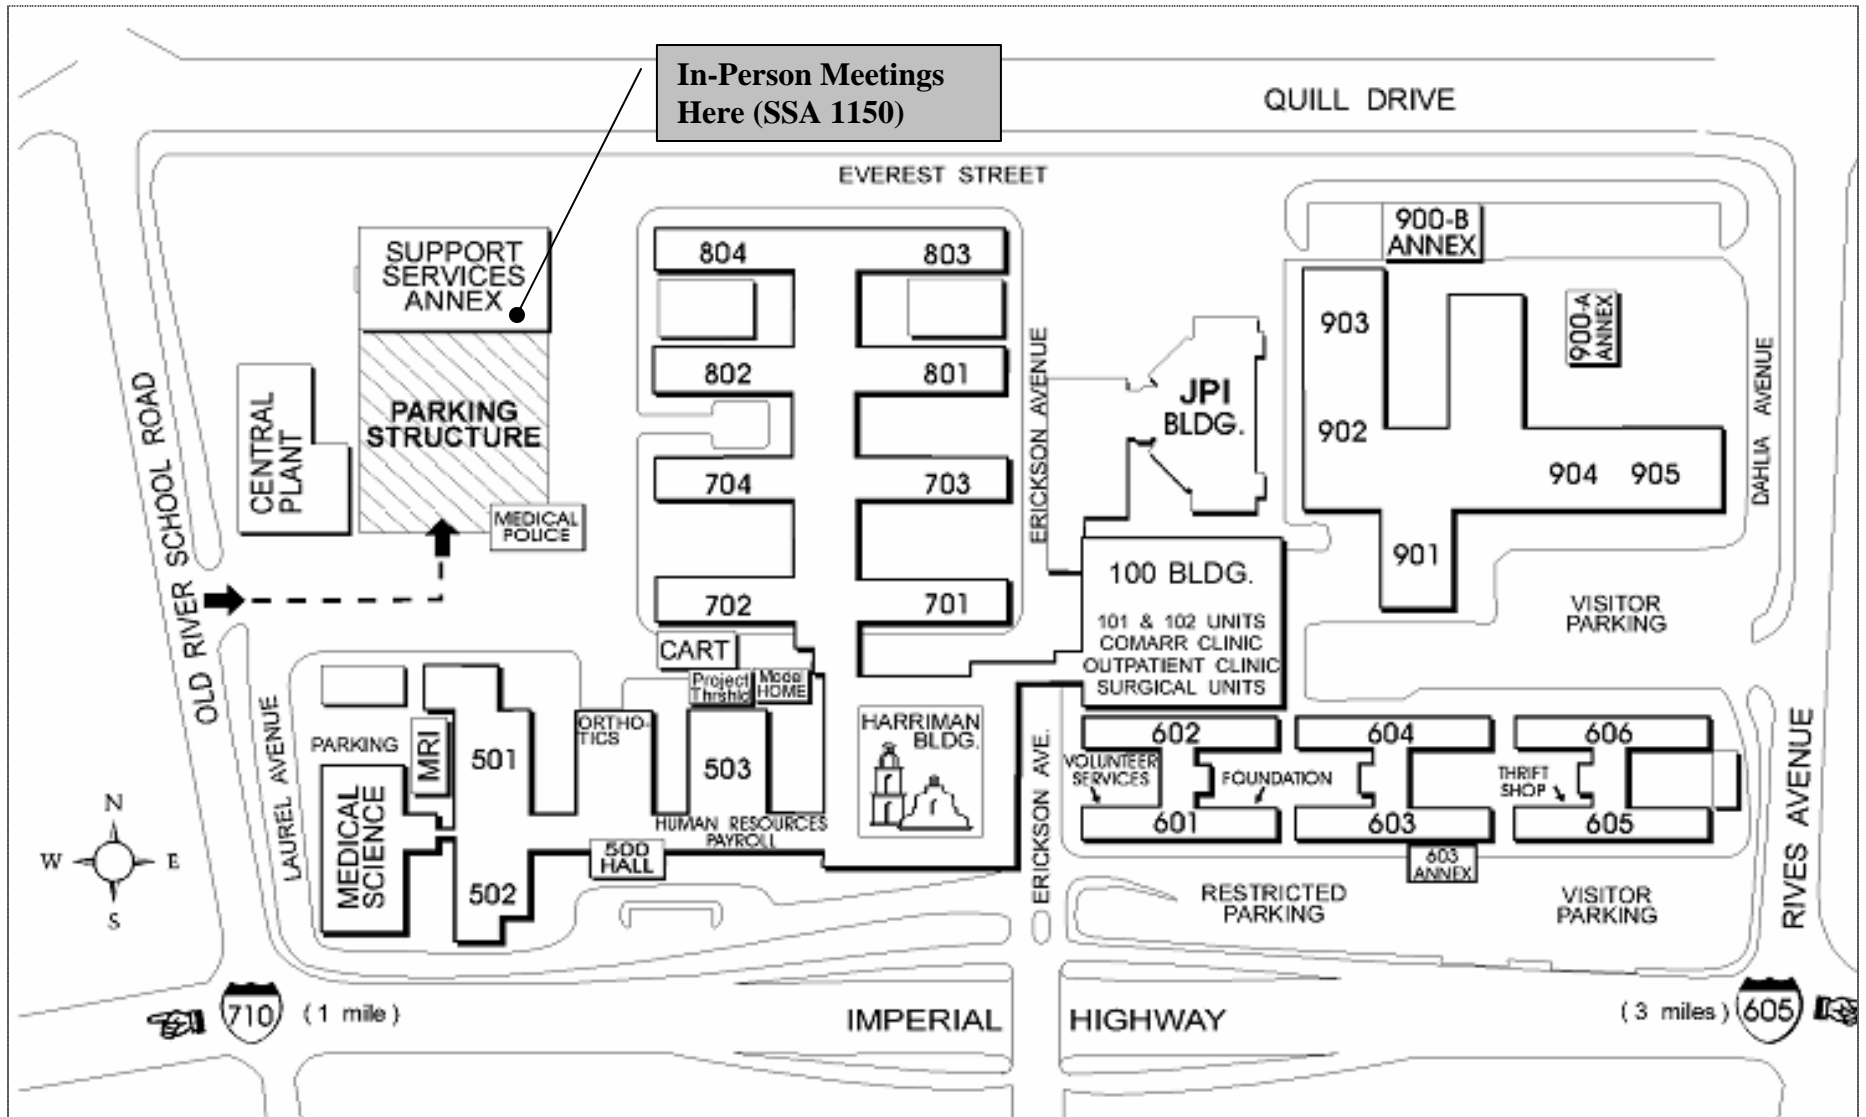 In-Person Meetings
Here (SSA 1150)
QUILL DRIVE
EVEREST STREET
SUPPORT
SERVICES
ANNEX
804
803
900-B
ANNEX
903
900-A
ANNEX
802
801
JPI
BLDG.
PARKING
STRUCTURE
CENTRAL
PLANT
902
ERICKSON AVENUE
DAHLIA AVENUE
OLD RIVER SCHOOL ROAD
704
703
904
905
MEDICAL
POLICE
901
100 BLDG.
101 & 102 UNITS
COMARR CLINIC
OUTPATIENT CLINIC
SURGICAL UNITS
702
701
VISITOR
PARKING
CART
Project
Thrshld
Model
HOME
LAUREL AVENUE
PARKING
MRI
501
ORTHO-
TICS
503
HARRIMAN
BLDG.
602
604
606
VOLUNTEER
SERVICES
FOUNDATION
THRIFT
SHOP
601
603
605
603
ANNEX
MEDICAL
SCIENCE
HUMAN RESOURCES
PAYROLL
500
HALL
502
ERICKSON AVE.
RESTRICTED
PARKING
VISITOR
PARKING
RIVES AVENUE
N
W
E
S
710
(1 mile)
IMPERIAL HIGHWAY
(3 miles)
605